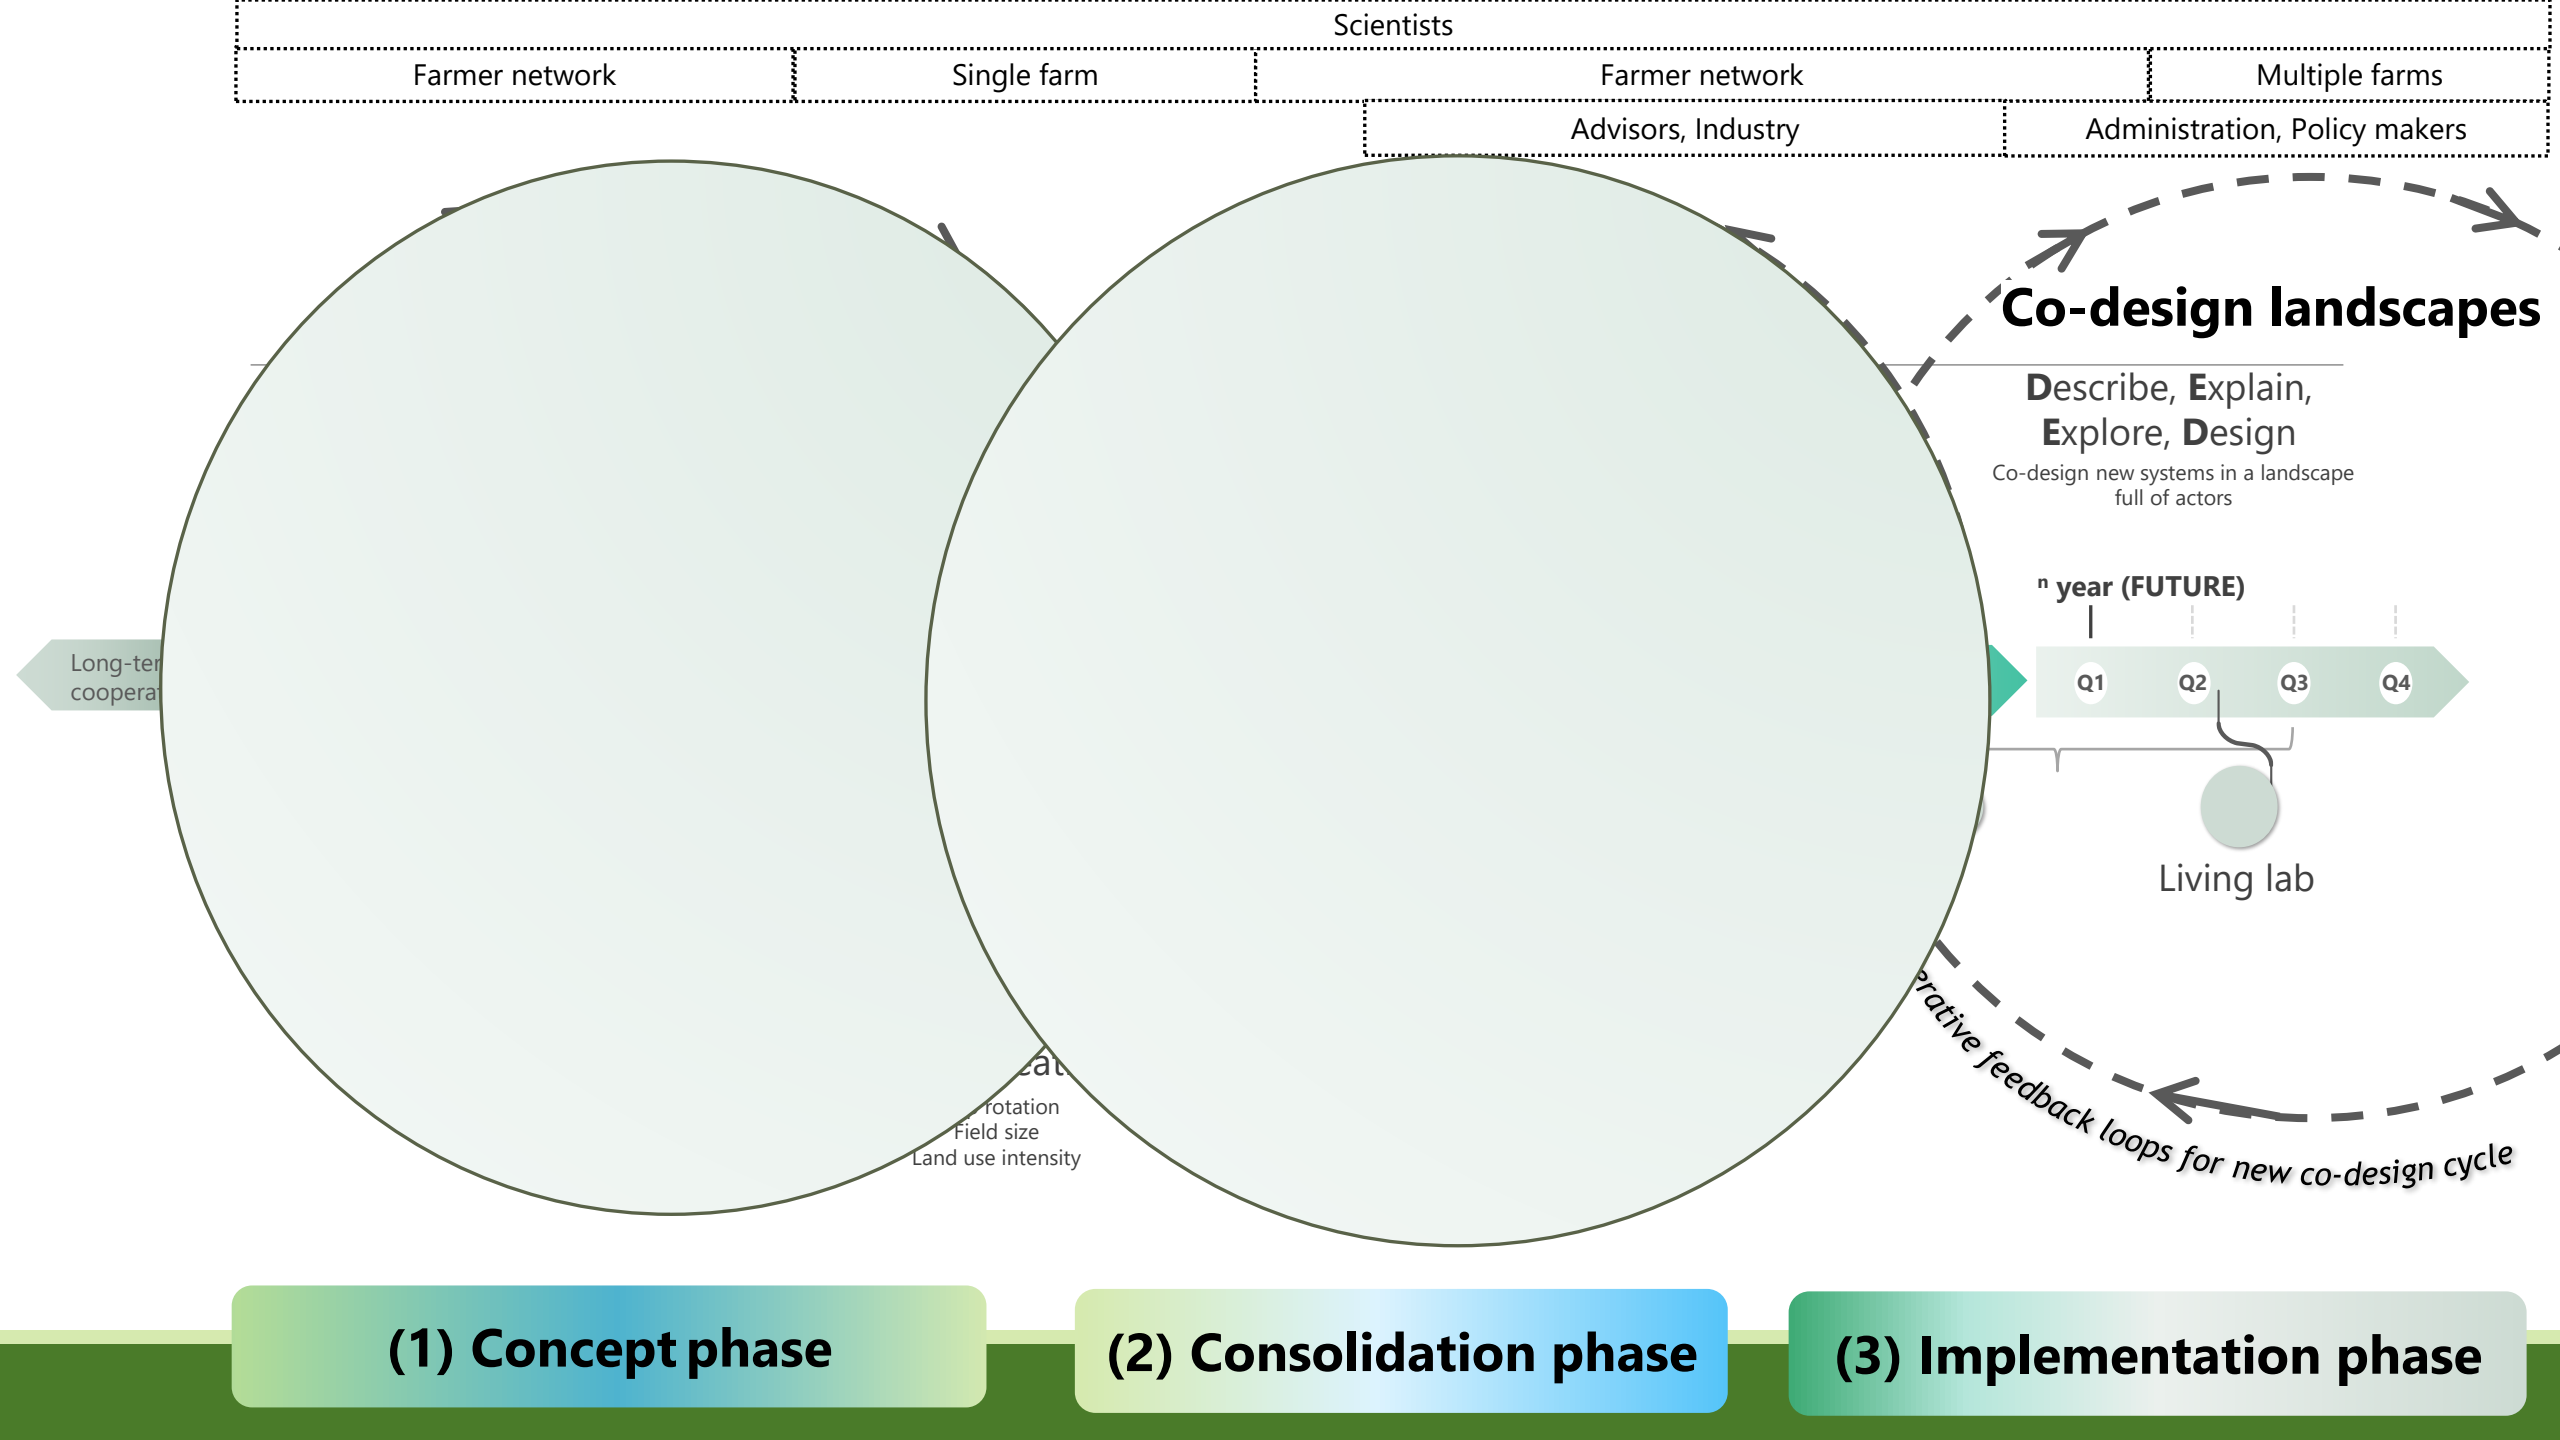 Scientists
Farmer network
Single farm
Farmer network
Multiple farms
Advisors, Industry
Administration, Policy makers
Co-design landscapes
Describe, Explain,
Explore, Design
Co-design new systems in a landscape
full of actors
n year (FUTURE)
Q1 Q2 Q3 Q4
Living lab
rotation
Field size
Land use intensity
feedback loops for new co-design cycle
(1) Concept phase
(2) Consolidation phase
(3) Implementation phase